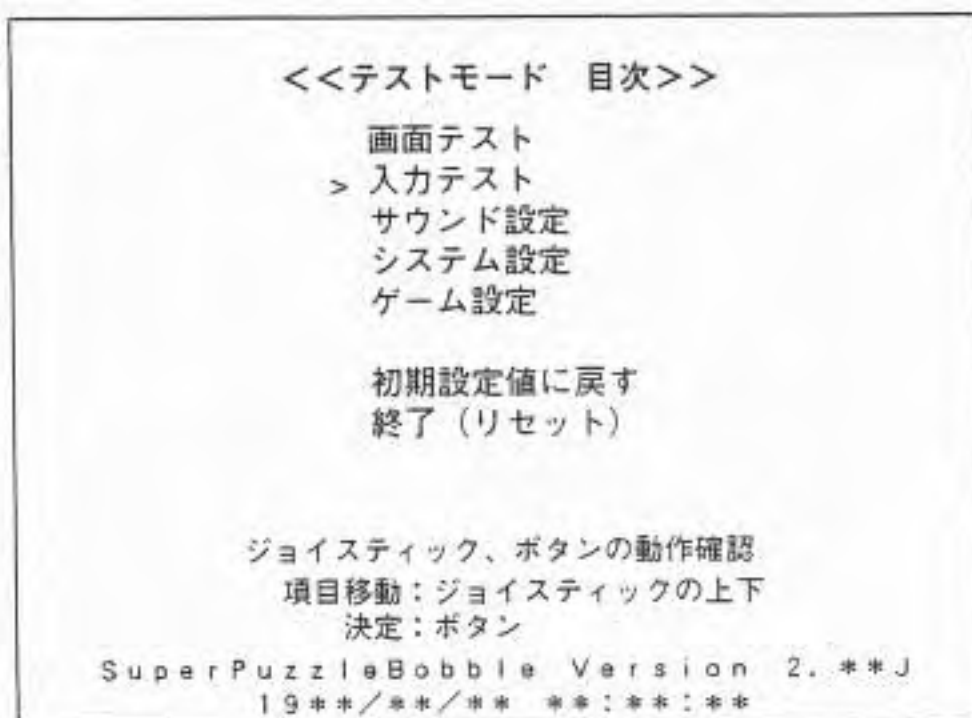 <<テストモード 目次>>
画面テスト
> 入力テスト
サウンド設定
システム設定
ゲーム設定
初期設定値に戻す
終了(リセット)
ジョイスティック、ボタンの動作確認
項目移動:ジョイスティックの上下
決定:ボタン
SuperPuzzleBobble Version 2.**J
19**/**/** **:**:**